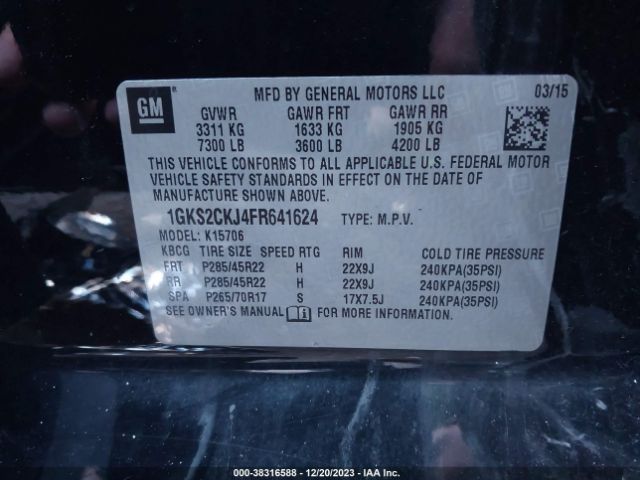 GM®
MFD BY GENERAL MOTORS LLC 03/15
GVWR GAWR FRT GAWR RR
3311 KG 1633 KG 1905 KG
7300 LB 3600 LB 4200 LB
THIS VEHICLE CONFORMS TO ALL APPLICABLE U.S. FEDERAL MOTOR
VEHICLE SAFETY STANDARDS IN EFFECT ON THE DATE OF
MANUFACTURE SHOWN ABOVE.
1GKS2CKJ4FR641624 TYPE: M.P.V.
MODEL: K15706
KBCG TIRE SIZE SPEED RTG RIM COLD TIRE PRESSURE
FRT P285/45R22 H 22X9J 240KPA(35PSI)
RR P285/45R22 H 22X9J 240KPA(35PSI)
SPA P265/70R17 S 17X7.5J 240KPA(35PSI)
SEE OWNER'S MANUAL i FOR MORE INFORMATION.
000-38316588 - 12/20/2023 - IAA Inc.